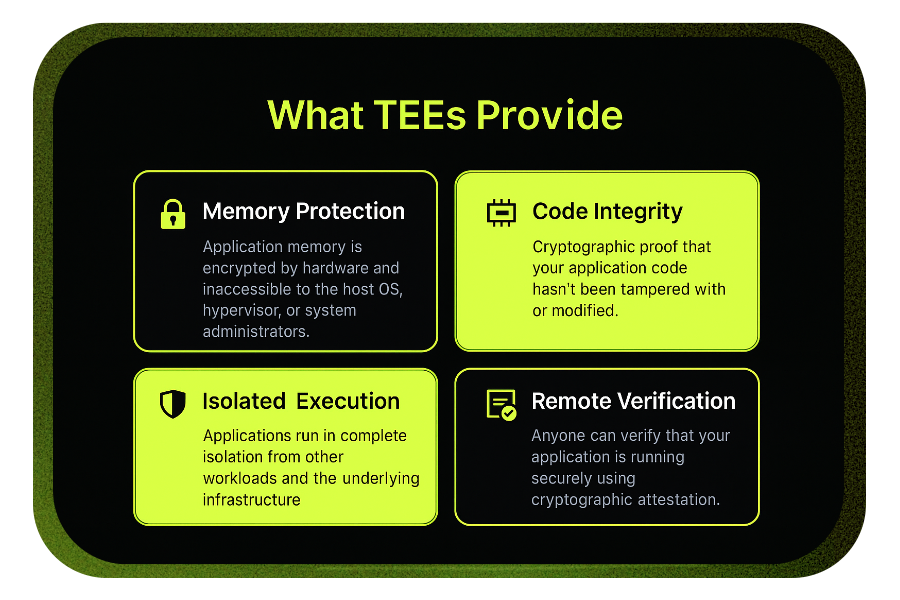 What TEEs Provide
Memory Protection
Application memory is
encrypted by hardware and
inaccessible to the host OS,
hypervisor, or system
administrators.
Code Integrity
Cryptographic proof that
your application code
hasn't been tampered with
or modified.
Isolated Execution
Applications run in complete
isolation from other
workloads and the underlying
infrastructure
Remote Verification
Anyone can verify that your
application is running
securely using
cryptographic attestation.